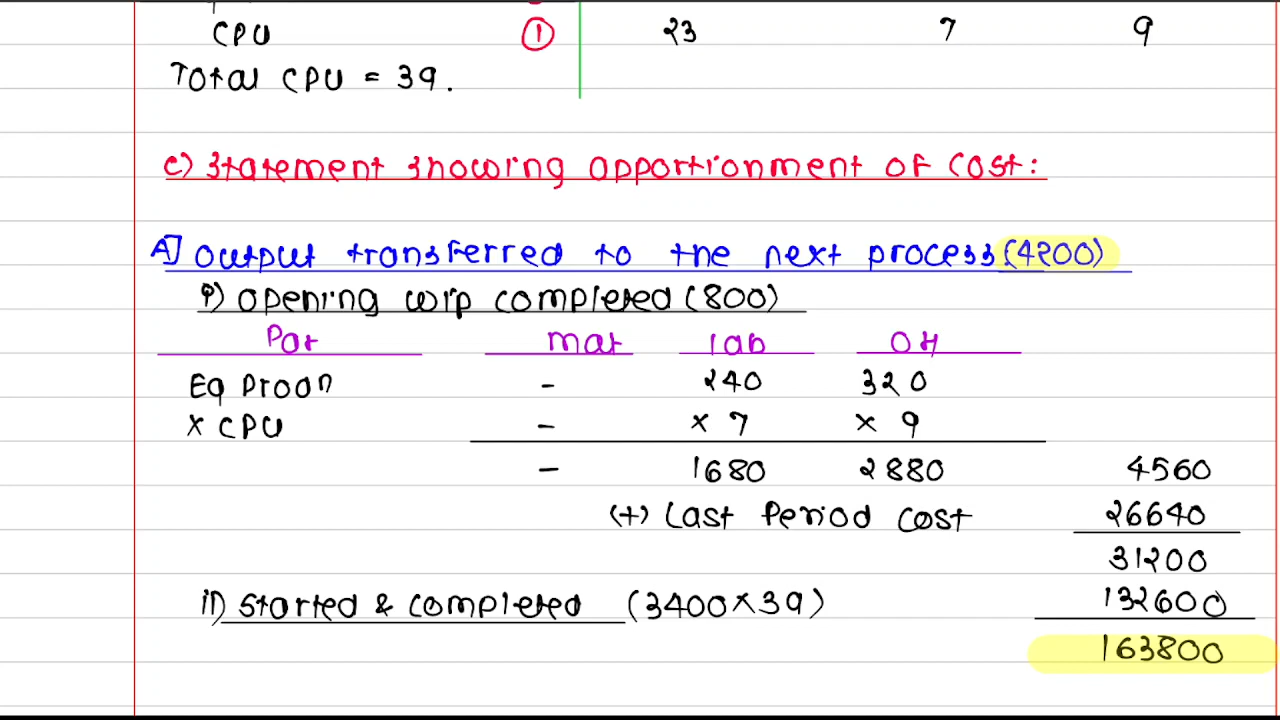 CPU ① 23 7 9
Total CPU = 39.
C) Statement showing apportionment of Cost:
A] Output transferred to the next process (4200)
i) Opening wip completed (800)
Par mat lab OH
Eq Prodn - 240 320
x CPU - x 7 x 9
- 1680 2880 4560
(+) Last Period Cost 26640
31200
ii) Started & completed (3400x39) 132600
163800